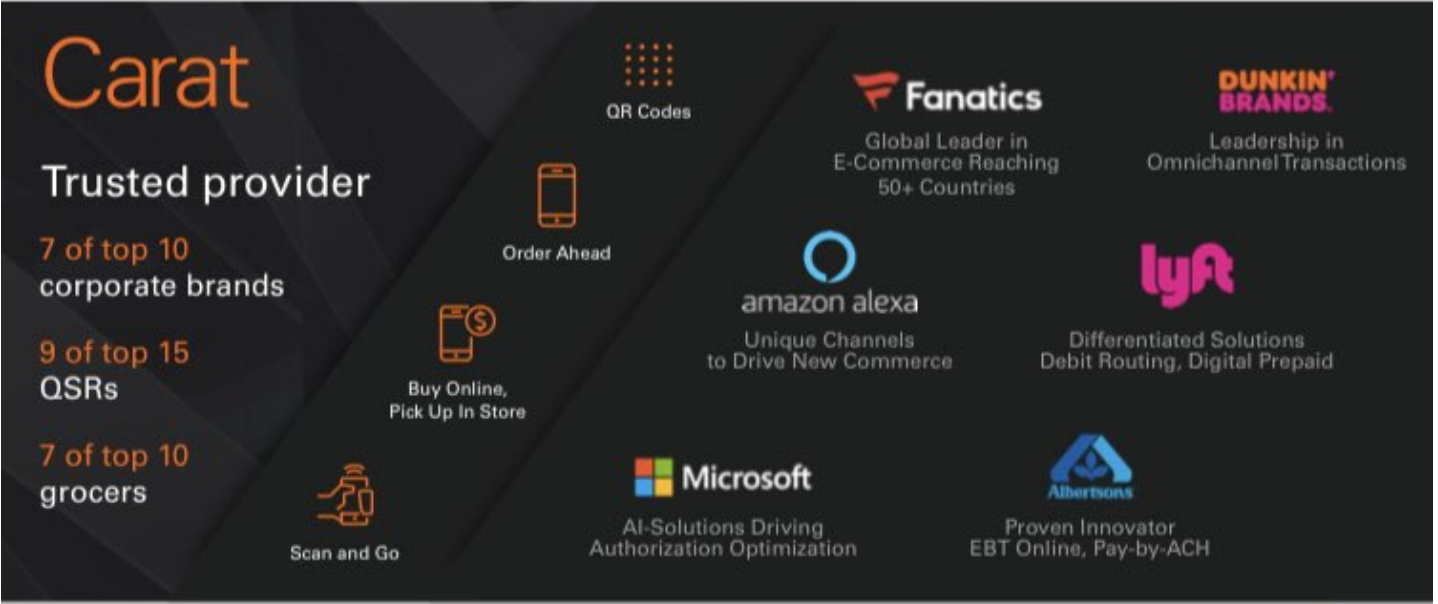 Carat
Trusted provider
7 of top 10
corporate brands
9 of top 15
QSRs
7 of top 10
grocers
QR Codes
Order Ahead
Buy Online,
Pick Up In Store
Scan and Go
Fanatics
Global Leader in
E-Commerce Reaching
50+ Countries
DUNKIN'
BRANDS.
Leadership in
Omnichannel Transactions
amazon alexa
Unique Channels
to Drive New Commerce
lyft
Differentiated Solutions
Debit Routing, Digital Prepaid
Microsoft
AI-Solutions Driving
Authorization Optimization
Albertsons
Proven Innovator
EBT Online, Pay-by-ACH